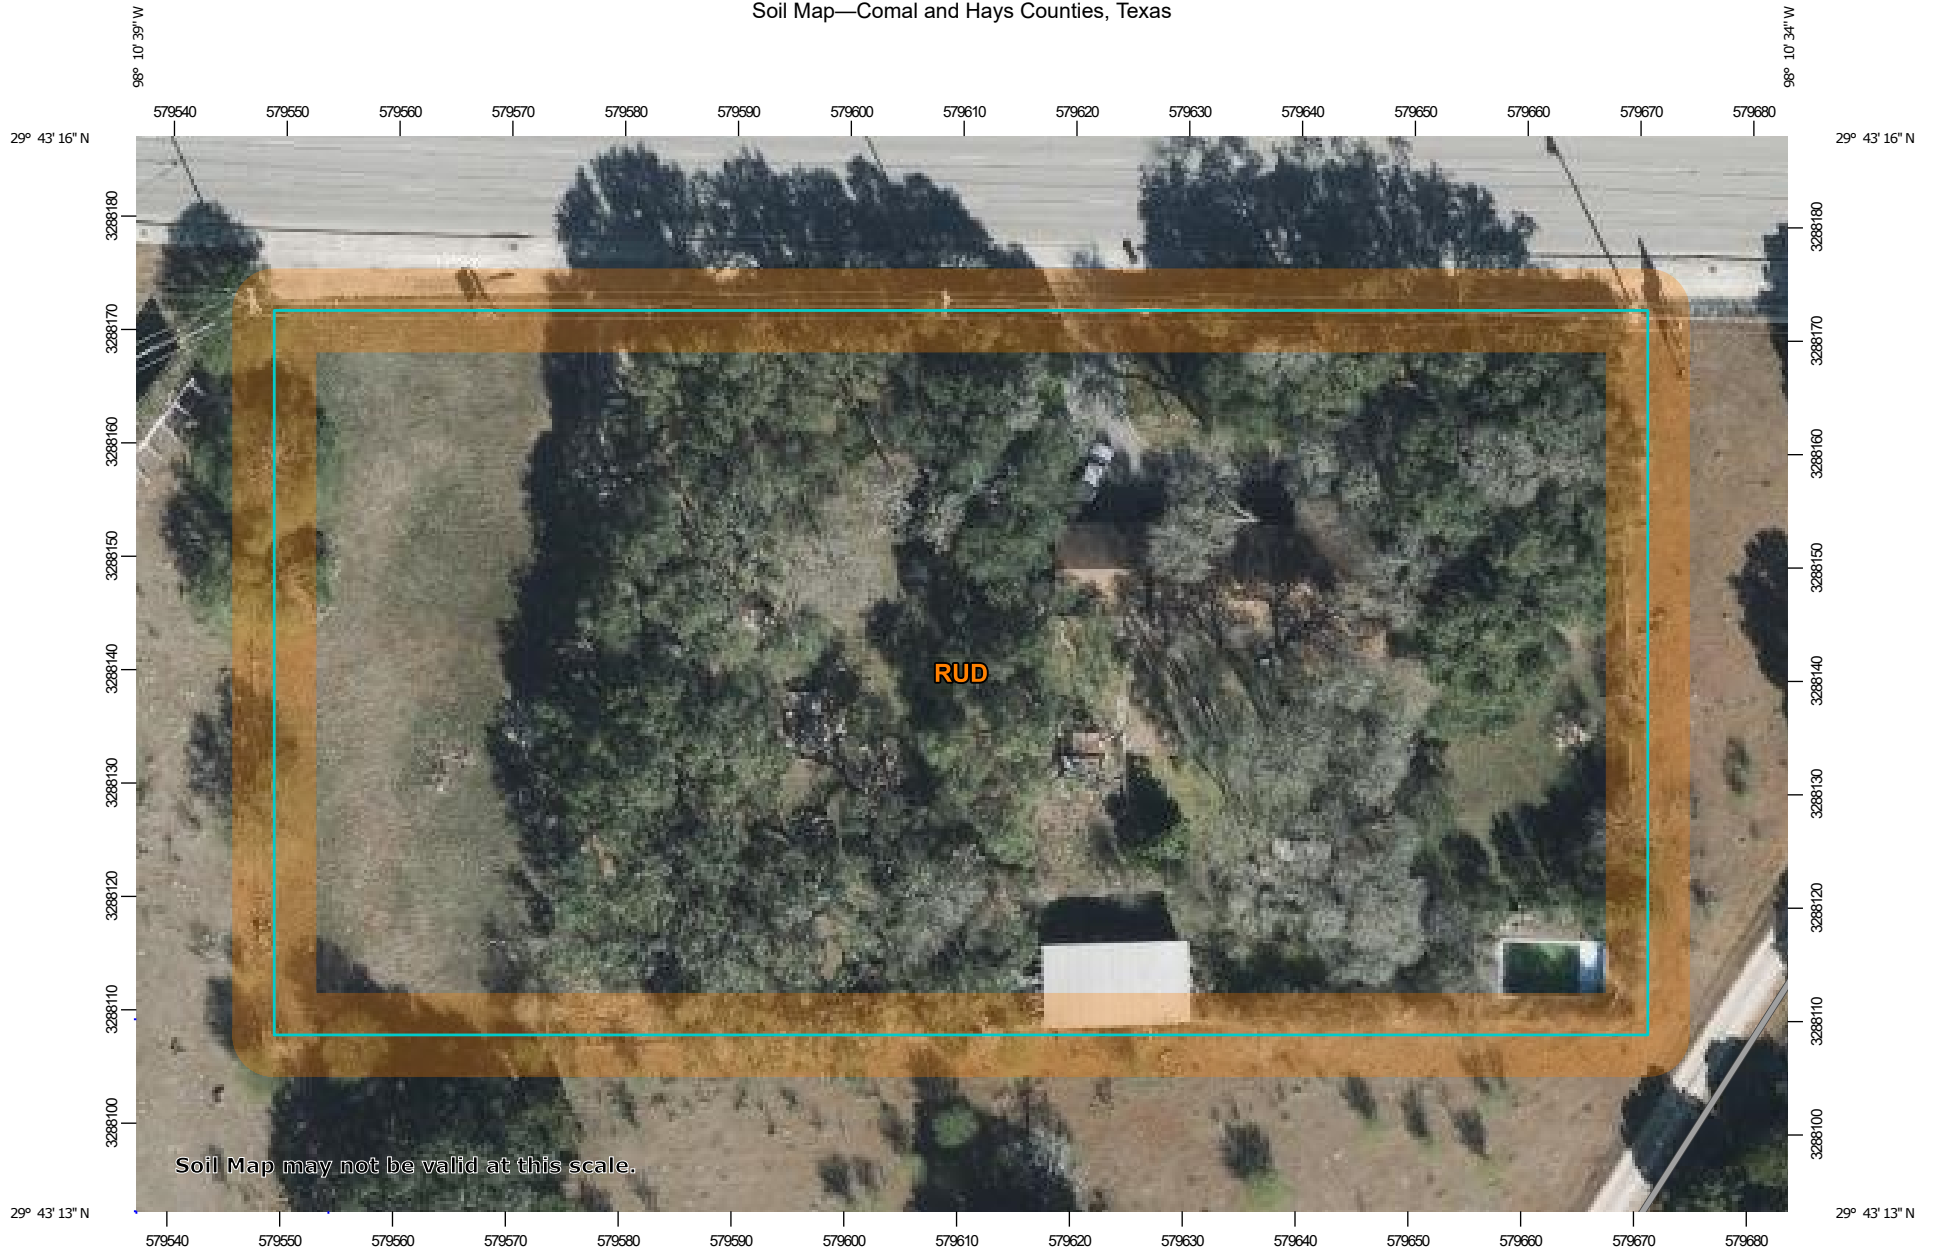 Soil Map—Comal and Hays Counties, Texas
98° 10' 39'' W
98° 10' 34'' W
579540 579550 579560 579570 579580 579590 579600 579610 579620 579630 579640 579650 579660 579670 579680
29° 43' 16'' N
29° 43' 16'' N
3288180
3288180
3288170
3288170
3288160
3288160
3288150
3288150
3288140
3288140
RUD
3288130
3288130
3288120
3288120
3288110
3288110
3288100
3288100
Soil Map may not be valid at this scale.
29° 43' 13'' N
29° 43' 13'' N
579540 579550 579560 579570 579580 579590 579600 579610 579620 579630 579640 579650 579660 579670 579680